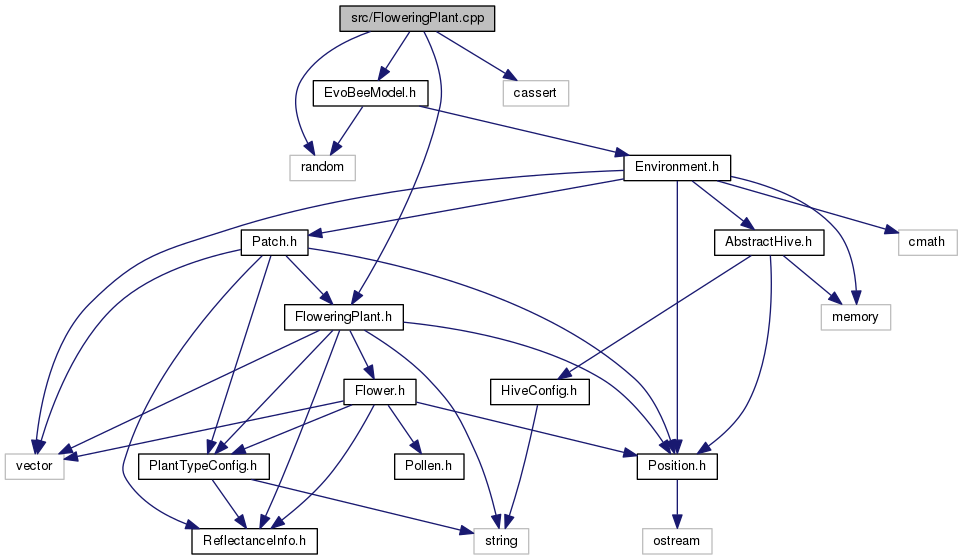 src/FloweringPlant.cpp
EvoBeeModel.h
cassert
random
Environment.h
Patch.h
AbstractHive.h
cmath
FloweringPlant.h
memory
Flower.h
HiveConfig.h
vector
PlantTypeConfig.h
Pollen.h
Position.h
ReflectanceInfo.h
string
ostream